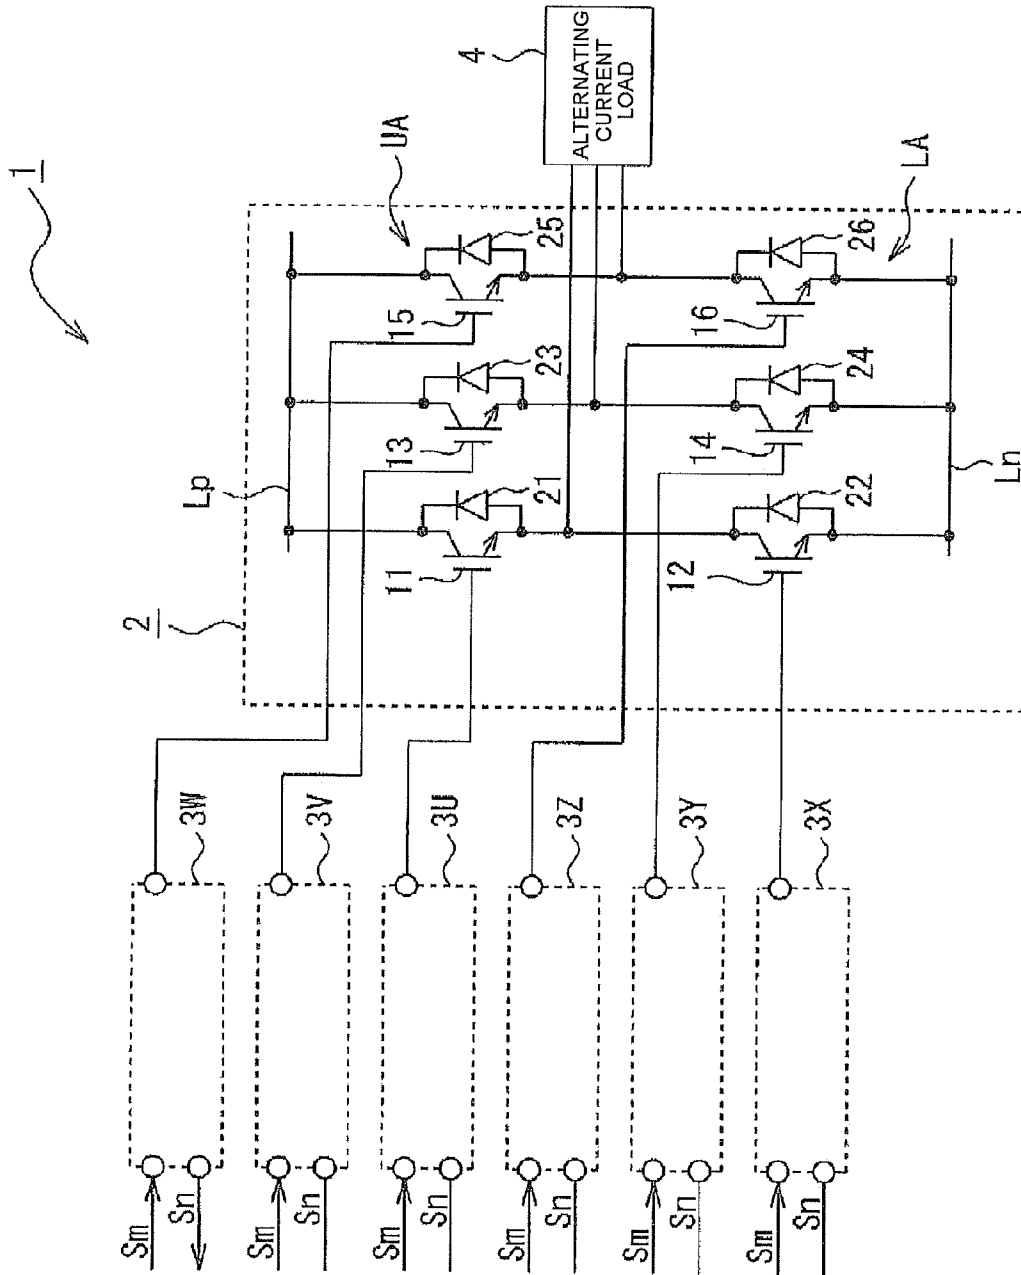 1
2
UA
4
ALTERNATING
CURRENT
LOAD
LA
Lp
Ln
11
21
13
23
15
25
12
22
14
24
16
26
3W
3V
3U
3Z
3Y
3X
Sm
Sn
Sm
Sn
Sm
Sn
Sm
Sn
Sm
Sn
Sm
Sn